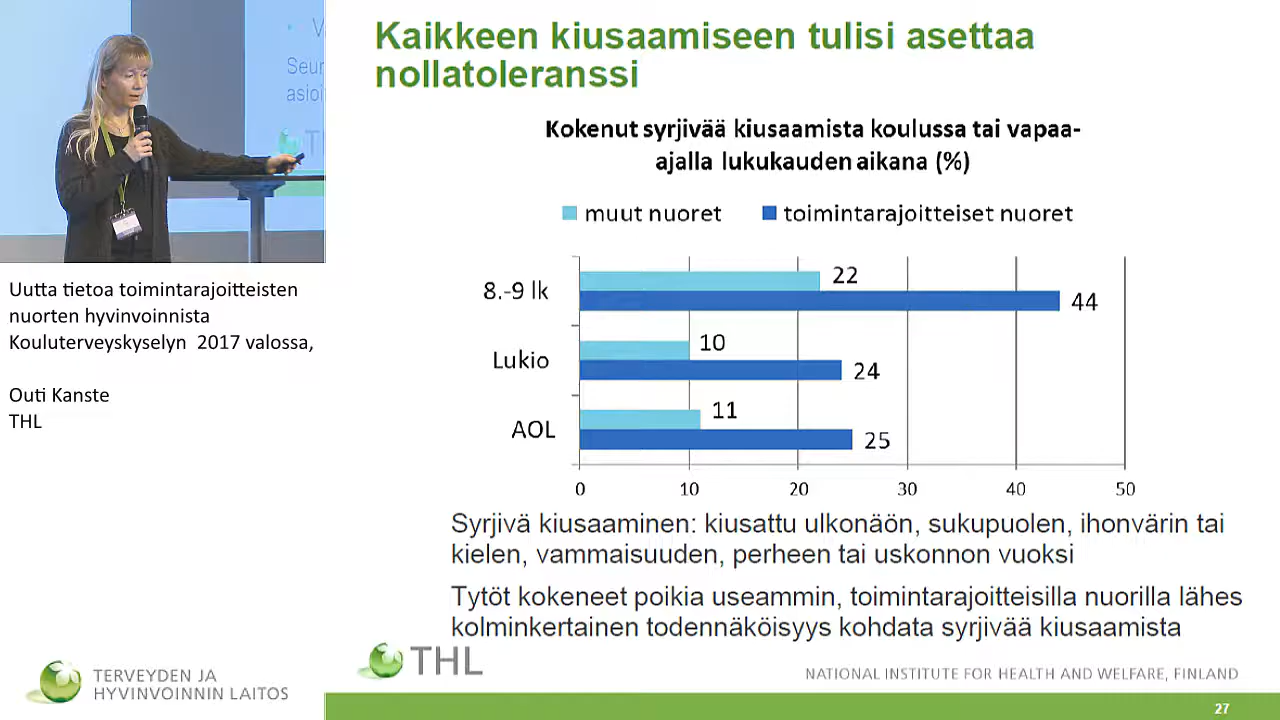 Kaikkeen kiusaamiseen tulisi asettaa
nollatoleranssi
Kokenut syrjivää kiusaamista koulussa tai vapaa-
ajalla lukukauden aikana (%)
muut nuoret
toimintarajoitteiset nuoret
8.-9 lk
22
44
Lukio
10
24
AOL
11
25
0 10 20 30 40 50
Syrjivä kiusaaminen: kiusattu ulkonäön, sukupuolen, ihonvärin tai
kielen, vammaisuuden, perheen tai uskonnon vuoksi
Tytöt kokeneet poikia useammin, toimintarajoitteisilla nuorilla lähes
kolminkertainen todennäköisyys kohdata syrjivää kiusaamista
THL
NATIONAL INSTITUTE FOR HEALTH AND WELFARE, FINLAND
27
Uutta tietoa toimintarajoitteisten
nuorten hyvinvoinnista
Kouluterveyskyselyn 2017 valossa,
Outi Kanste
THL
TERVEYDEN JA
HYVINVOINNIN LAITOS